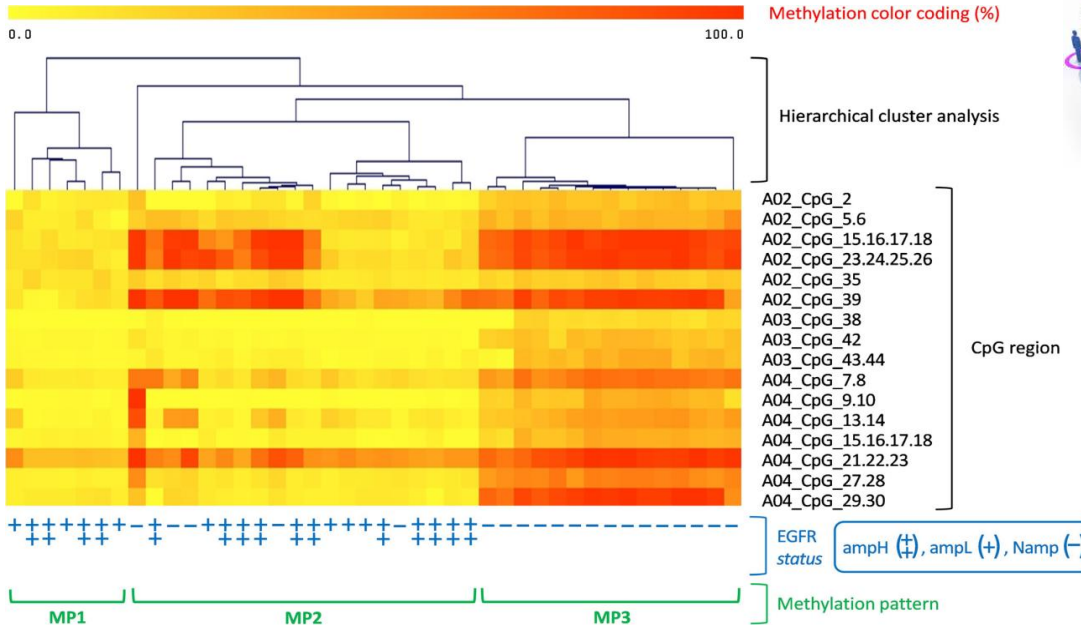 Methylation color coding (%)
0.0 100.0
Hierarchical cluster analysis
A02_CpG_2
A02_CpG_5.6
A02_CpG_15.16.17.18
A02_CpG_23.24.25.26
A02_CpG_35
A02_CpG_39
A03_CpG_38
A03_CpG_42
A03_CpG_43.44
A04_CpG_7.8
A04_CpG_9.10
A04_CpG_13.14
A04_CpG_15.16.17.18
A04_CpG_21.22.23
A04_CpG_27.28
A04_CpG_29.30
CpG region
EGFR
status
ampH (‡), ampL (+), Namp (−)
MP1 MP2 MP3
Methylation pattern